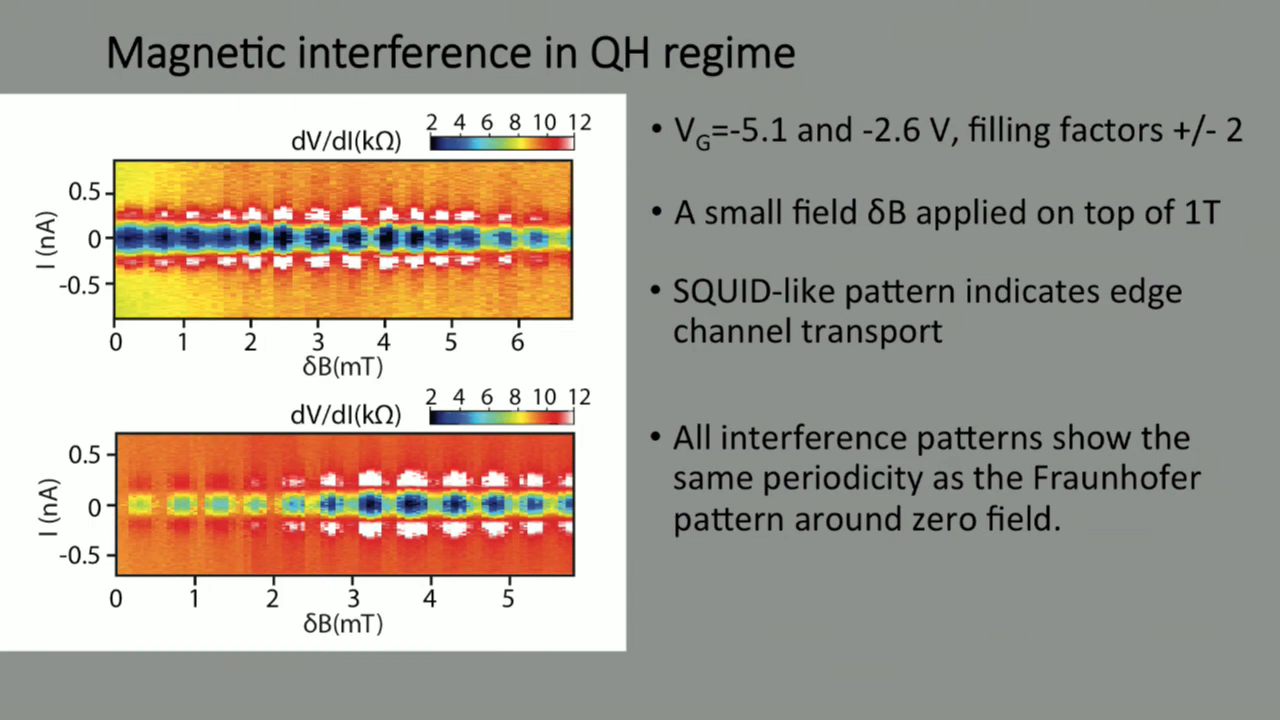 Magnetic interference in QH regime
dV/dI(kΩ)
2 4 6 8 10 12
I (nA)
0.5
0
-0.5
0 1 2 3 4 5 6
δB(mT)
dV/dI(kΩ)
2 4 6 8 10 12
I (nA)
0.5
0
-0.5
0 1 2 3 4 5
δB(mT)
• VG=-5.1 and -2.6 V, filling factors +/- 2
• A small field δB applied on top of 1T
• SQUID-like pattern indicates edge
channel transport
• All interference patterns show the
same periodicity as the Fraunhofer
pattern around zero field.